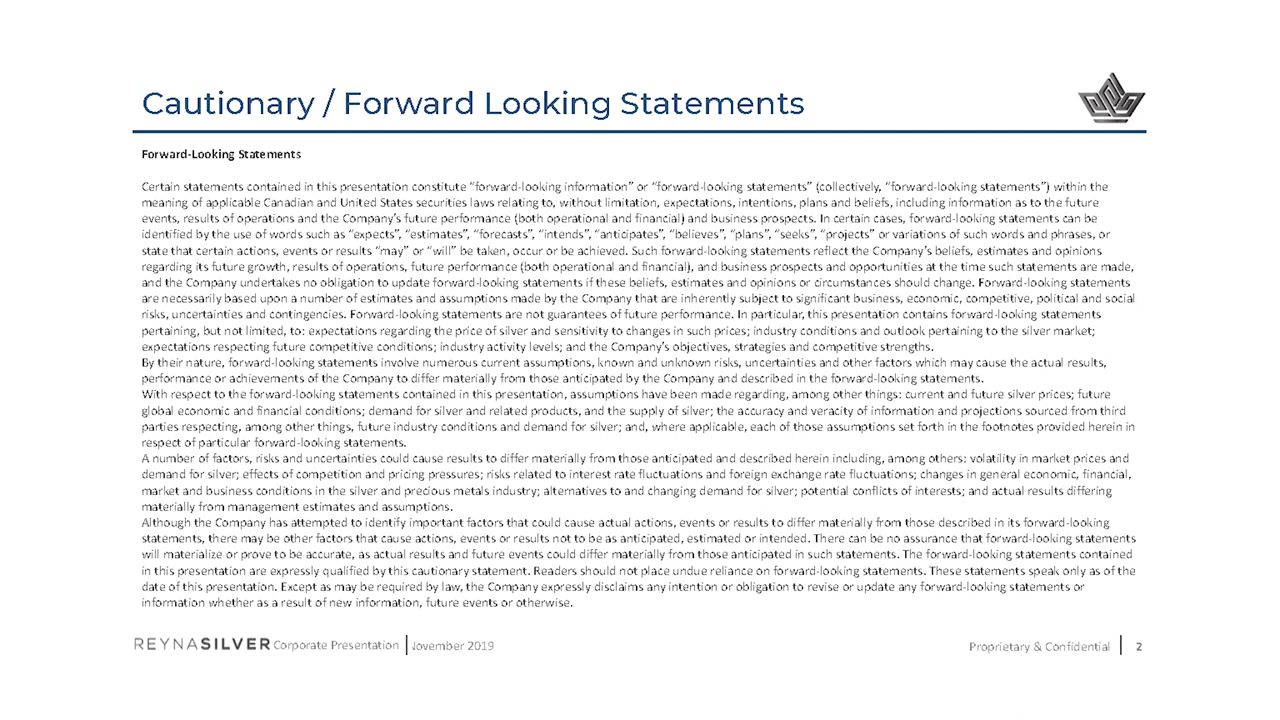 Cautionary / Forward Looking Statements
Forward-Looking Statements
Certain statements contained in this presentation constitute “forward-looking information” or “forward-looking statements” (collectively, “forward-looking statements”) within the
meaning of applicable Canadian and United States securities laws relating to, without limitation, expectations, intentions, plans and beliefs, including information as to the future
events, results of operations and the Company’s future performance (both operational and financial) and business prospects. In certain cases, forward-looking statements can be
identified by the use of words such as “expects”, “estimates”, “forecasts”, “intends”, “anticipates”, “believes”, “plans”, “seeks”, “projects” or variations of such words and phrases, or
state that certain actions, events or results “may” or “will” be taken, occur or be achieved. Such forward-looking statements reflect the Company’s beliefs, estimates and opinions
regarding its future growth, results of operations, future performance (both operational and financial), and business prospects and opportunities at the time such statements are made,
and the Company undertakes no obligation to update forward-looking statements if these beliefs, estimates and opinions or circumstances should change. Forward-looking statements
are necessarily based upon a number of estimates and assumptions made by the Company that are inherently subject to significant business, economic, competitive, political and social
risks, uncertainties and contingencies. Forward-looking statements are not guarantees of future performance. In particular, this presentation contains forward-looking statements
pertaining, but not limited, to: expectations regarding the price of silver and sensitivity to changes in such prices; industry conditions and outlook pertaining to the silver market;
expectations respecting future competitive conditions; industry activity levels; and the Company’s objectives, strategies and competitive strengths.
By their nature, forward-looking statements involve numerous current assumptions, known and unknown risks, uncertainties and other factors which may cause the actual results,
performance or achievements of the Company to differ materially from those anticipated by the Company and described in the forward-looking statements.
With respect to the forward-looking statements contained in this presentation, assumptions have been made regarding, among other things: current and future silver prices; future
global economic and financial conditions; demand for silver and related products, and the supply of silver; the accuracy and veracity of information and projections sourced from third
parties respecting, among other things, future industry conditions and demand for silver; and, where applicable, each of those assumptions set forth in the footnotes provided herein in
respect of particular forward-looking statements.
A number of factors, risks and uncertainties could cause results to differ materially from those anticipated and described herein including, among others: volatility in market prices and
demand for silver; effects of competition and pricing pressures; risks related to interest rate fluctuations and foreign exchange rate fluctuations; changes in general economic, financial,
market and business conditions in the silver and precious metals industry; alternatives to and changing demand for silver; potential conflicts of interests; and actual results differing
materially from management estimates and assumptions.
Although the Company has attempted to identify important factors that could cause actual actions, events or results to differ materially from those described in its forward-looking
statements, there may be other factors that cause actions, events or results not to be as anticipated, estimated or intended. There can be no assurance that forward-looking statements
will materialize or prove to be accurate, as actual results and future events could differ materially from those anticipated in such statements. The forward-looking statements contained
in this presentation are expressly qualified by this cautionary statement. Readers should not place undue reliance on forward-looking statements. These statements speak only as of the
date of this presentation. Except as may be required by law, the Company expressly disclaims any intention or obligation to revise or update any forward-looking statements or
information whether as a result of new information, future events or otherwise.
REYNASILVER Corporate Presentation | November 2019 Proprietary & Confidential | 2